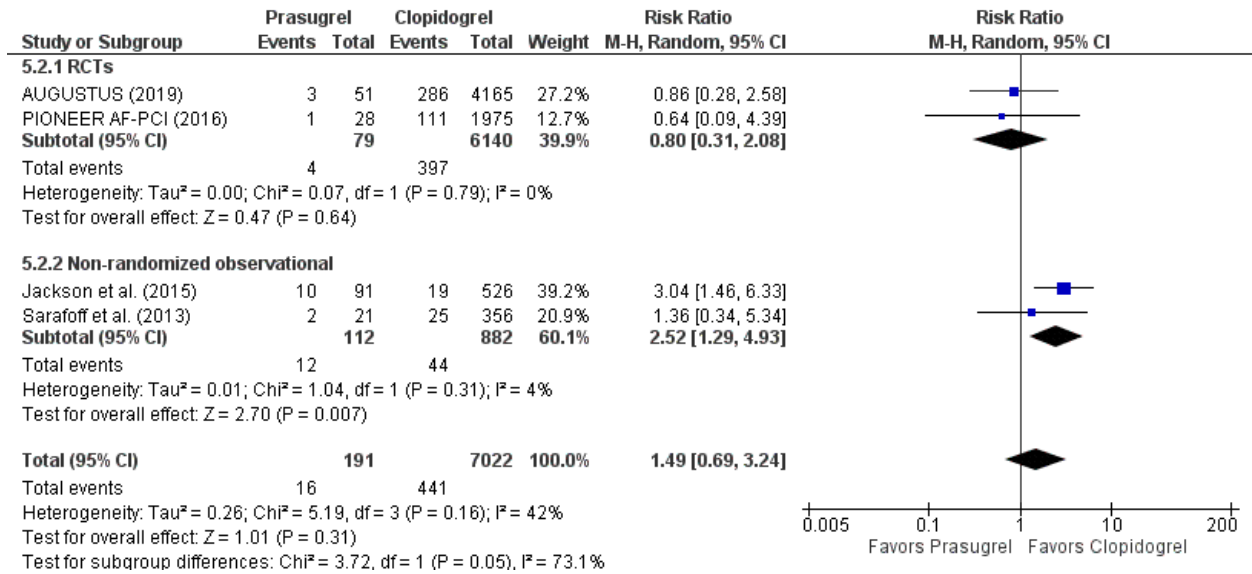 Prasugrel Clopidogrel Risk Ratio Risk Ratio
Study or Subgroup Events Total Events Total Weight M-H, Random, 95% CI M-H, Random, 95% CI
5.2.1 RCTs
AUGUSTUS (2019) 3 51 286 4165 27.2% 0.86 [0.28, 2.58]
PIONEER AF-PCI (2016) 1 28 111 1975 12.7% 0.64 [0.09, 4.39]
Subtotal (95% CI) 79 6140 39.9% 0.80 [0.31, 2.08]
Total events 4 397
Heterogeneity: Tau² = 0.00; Chi² = 0.07, df = 1 (P = 0.79); I² = 0%
Test for overall effect: Z = 0.47 (P = 0.64)
5.2.2 Non-randomized observational
Jackson et al. (2015) 10 91 19 526 39.2% 3.04 [1.46, 6.33]
Sarafoff et al. (2013) 2 21 25 356 20.9% 1.36 [0.34, 5.34]
Subtotal (95% CI) 112 882 60.1% 2.52 [1.29, 4.93]
Total events 12 44
Heterogeneity: Tau² = 0.01; Chi² = 1.04, df = 1 (P = 0.31); I² = 4%
Test for overall effect: Z = 2.70 (P = 0.007)
Total (95% CI) 191 7022 100.0% 1.49 [0.69, 3.24]
Total events 16 441
Heterogeneity: Tau² = 0.26; Chi² = 5.19, df = 3 (P = 0.16); I² = 42%
Test for overall effect: Z = 1.01 (P = 0.31)
Test for subgroup differences: Chi² = 3.72, df = 1 (P = 0.05), I² = 73.1%
0.005 0.1 1 10 200
Favors Prasugrel Favors Clopidogrel